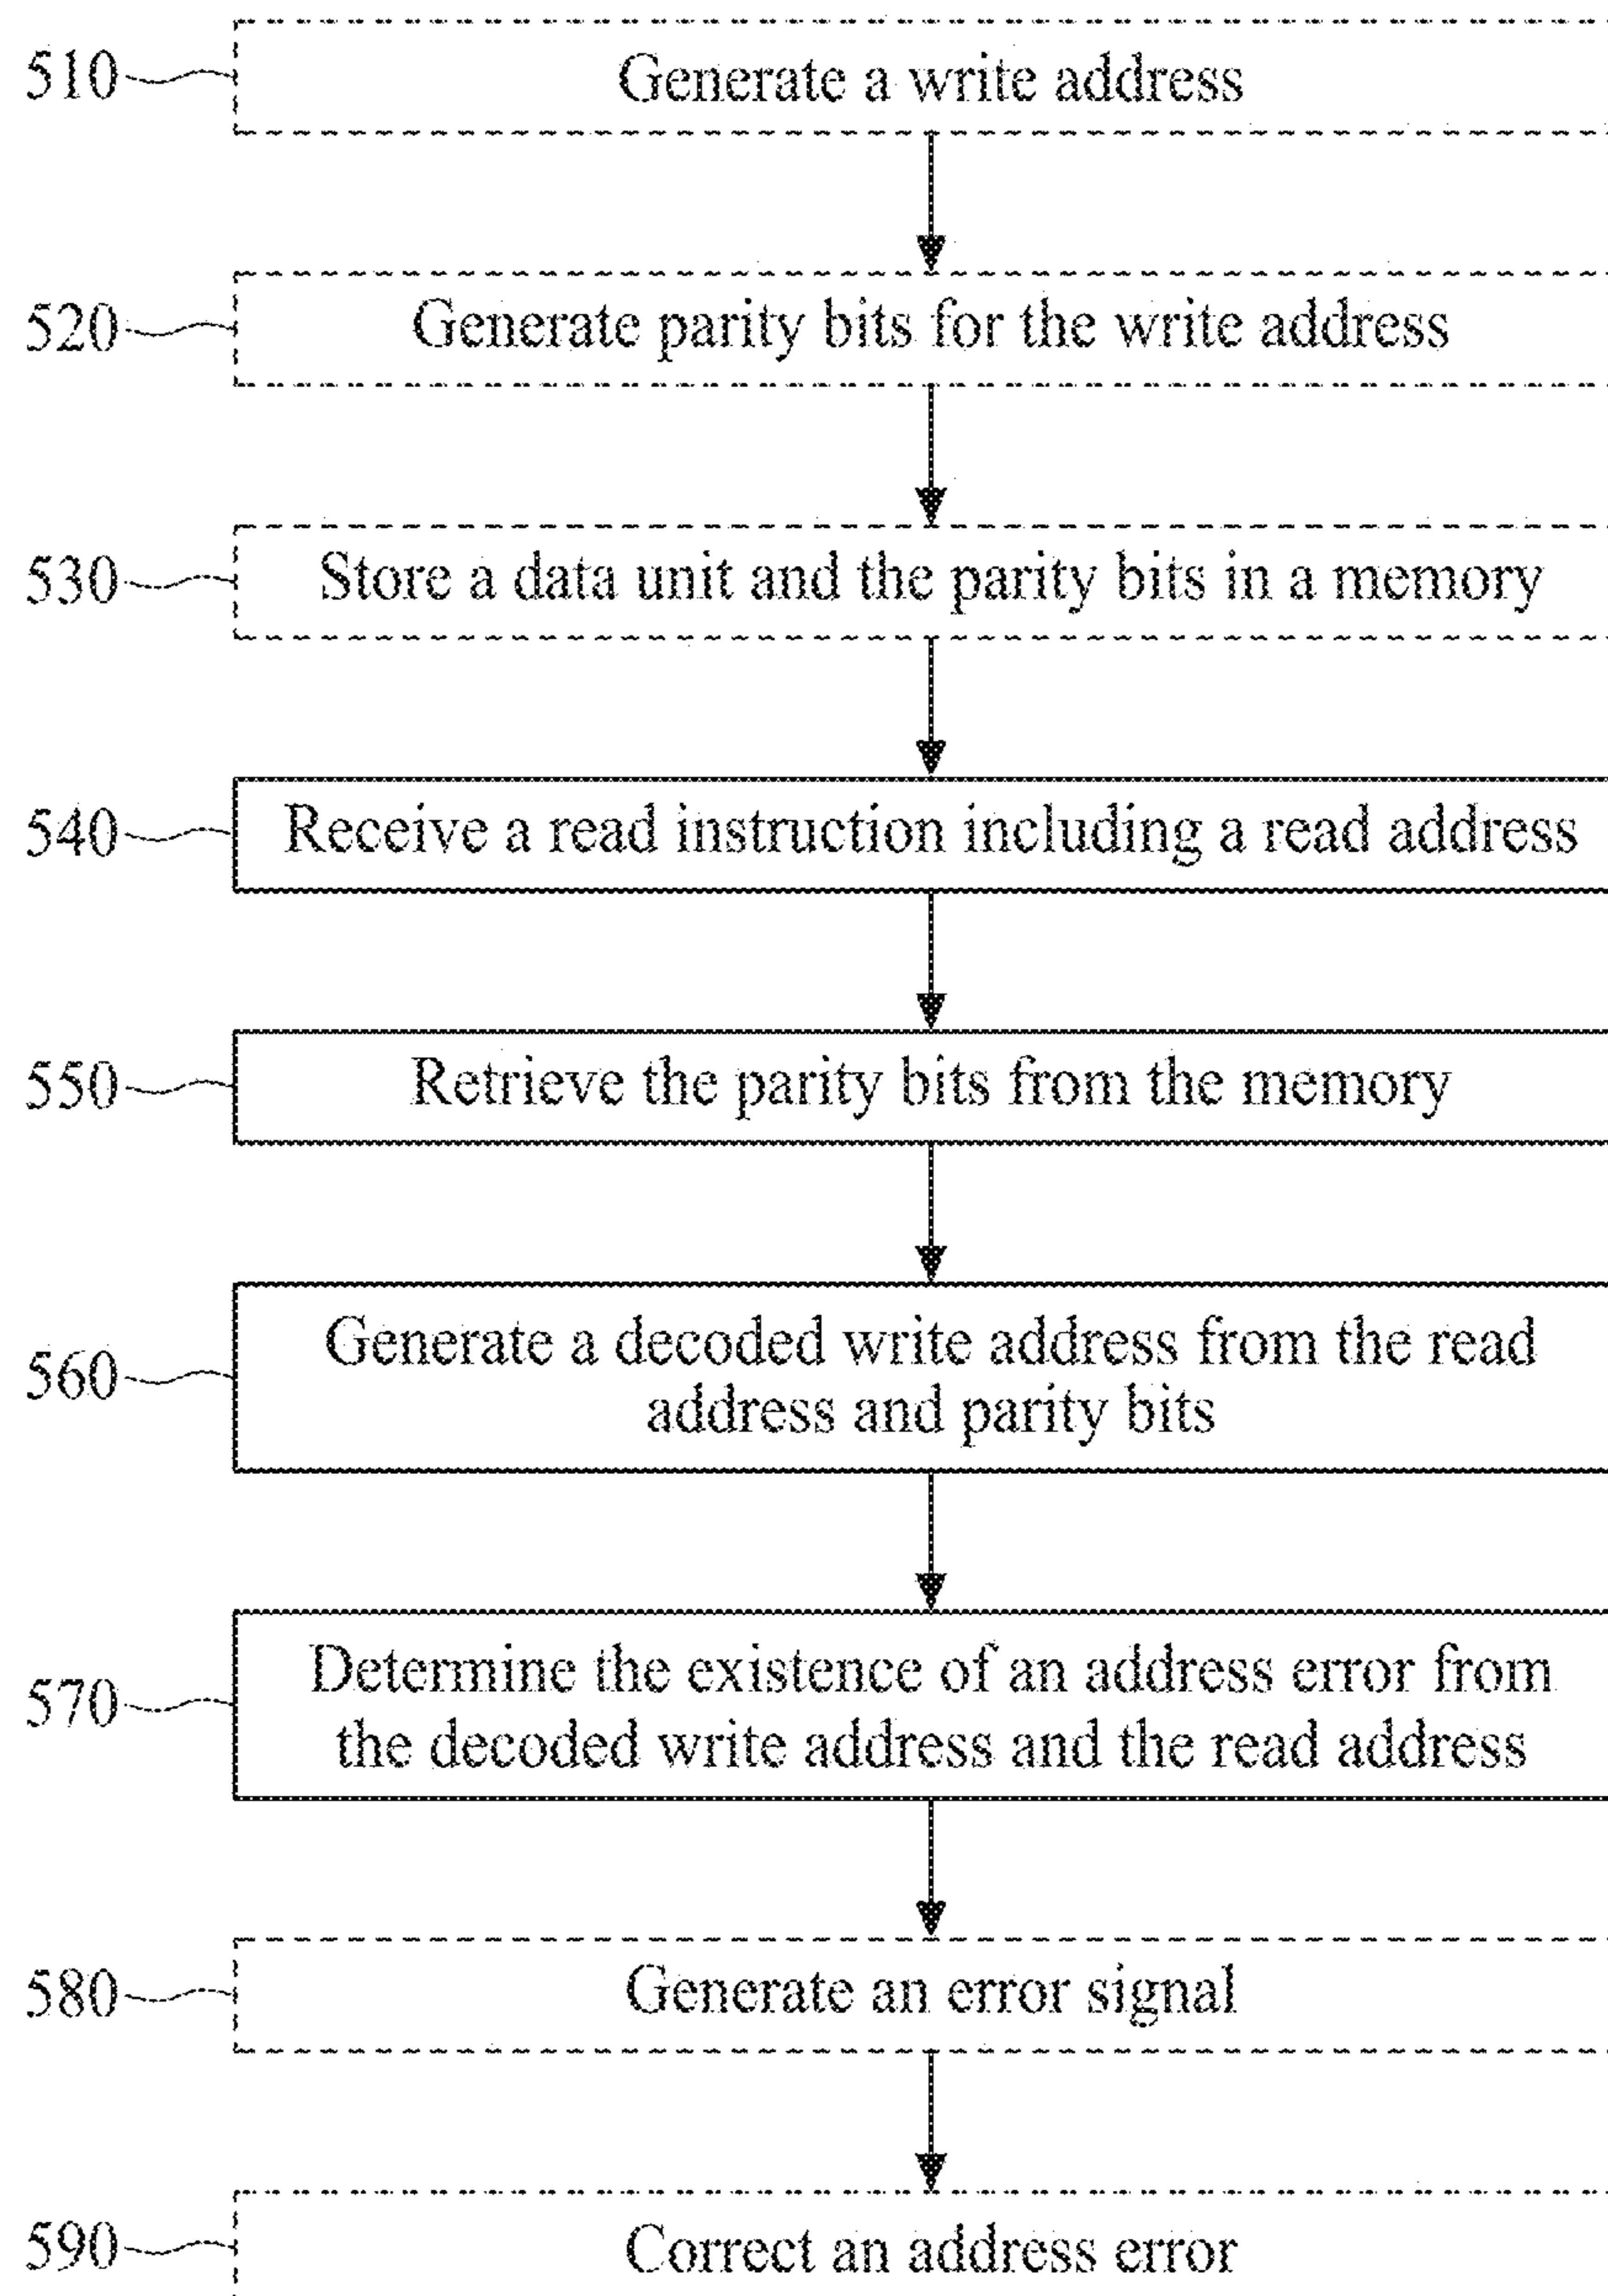 510 Generate a write address
520 Generate parity bits for the write address
530 Store a data unit and the parity bits in a memory
540 Receive a read instruction including a read address
550 Retrieve the parity bits from the memory
560 Generate a decoded write address from the read
address and parity bits
570 Determine the existence of an address error from
the decoded write address and the read address
580 Generate an error signal
590 Correct an address error